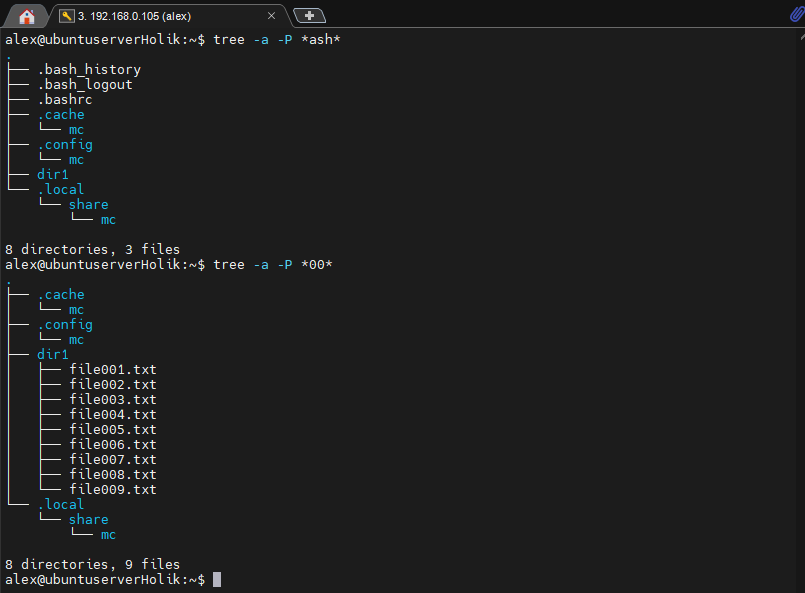 3. 192.168.0.105 (alex)
alex@ubuntuserverHolik:~$ tree -a -P *ash*
.
├── .bash_history
├── .bash_logout
├── .bashrc
├── .cache
│   └── mc
├── .config
│   └── mc
├── dir1
└── .local
    └── share
        └── mc

8 directories, 3 files
alex@ubuntuserverHolik:~$ tree -a -P *00*
.
├── .cache
│   └── mc
├── .config
│   └── mc
├── dir1
│   ├── file001.txt
│   ├── file002.txt
│   ├── file003.txt
│   ├── file004.txt
│   ├── file005.txt
│   ├── file006.txt
│   ├── file007.txt
│   ├── file008.txt
│   └── file009.txt
└── .local
    └── share
        └── mc

8 directories, 9 files
alex@ubuntuserverHolik:~$